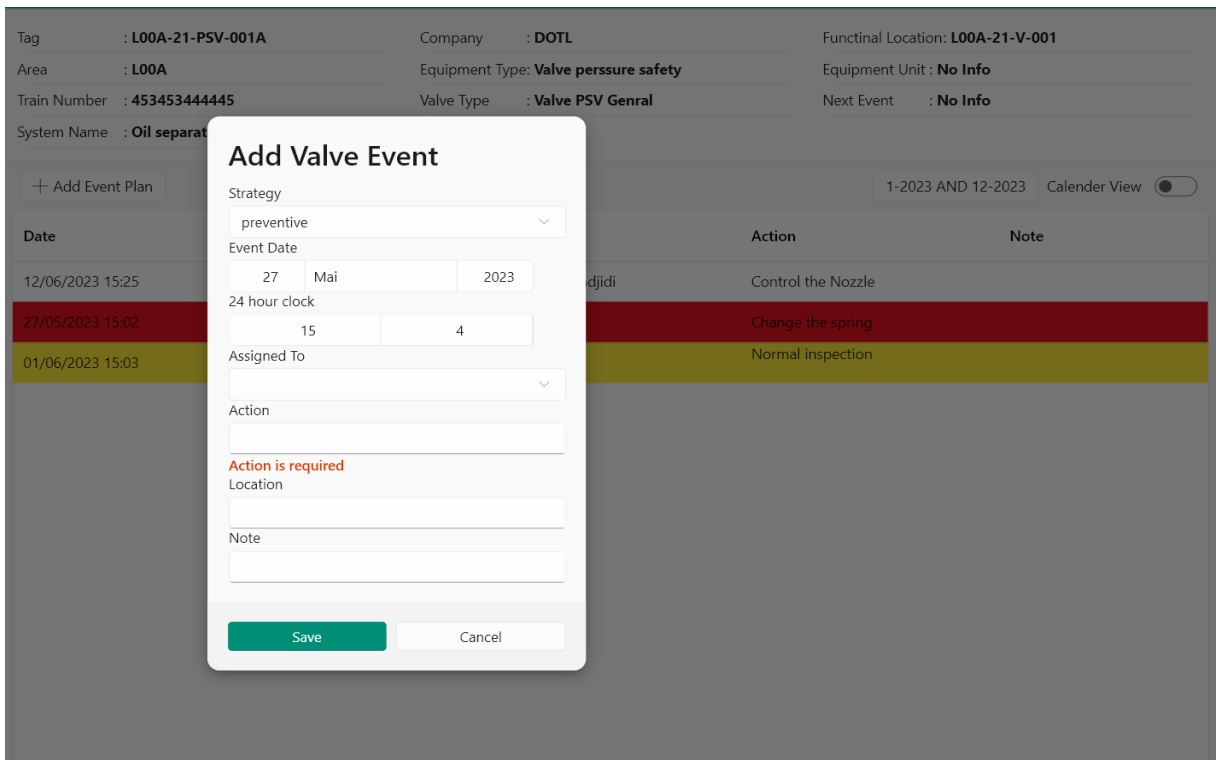 Tag : L00A-21-PSV-001A Company : DOTL Functinal Location: L00A-21-V-001
Area : L00A Equipment Type: Valve perssure safety Equipment Unit : No Info
Train Number : 453453444445 Valve Type : Valve PSV Genral Next Event : No Info
System Name : Oil separat
Add Valve Event
Strategy
preventive
Event Date
27 Mai 2023
24 hour clock
15 4
Assigned To
Action
Action is required
Location
Note
Save Cancel
+ Add Event Plan 1-2023 AND 12-2023 Calender View
Date Action Note
12/06/2023 15:25 djidi Control the Nozzle
27/05/2023 15:02 Change the spring
01/06/2023 15:03 Normal inspection